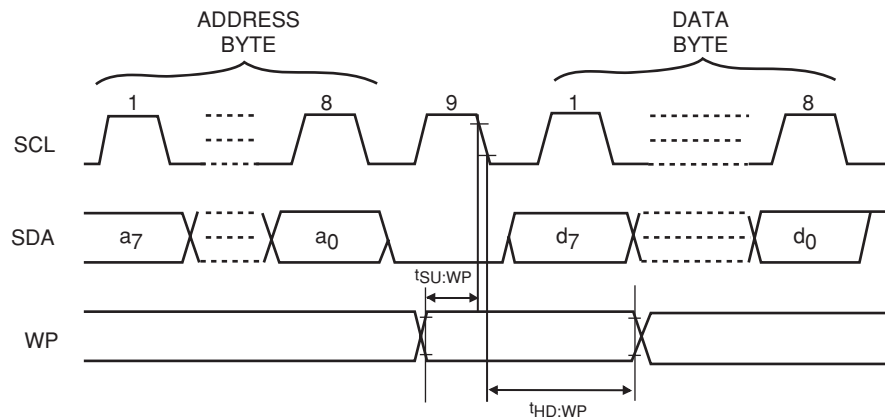 ADDRESS
BYTE
DATA
BYTE
1 8 9 1 8
SCL
SDA a7 a0 d7 d0
tSU:WP
WP
tHD:WP